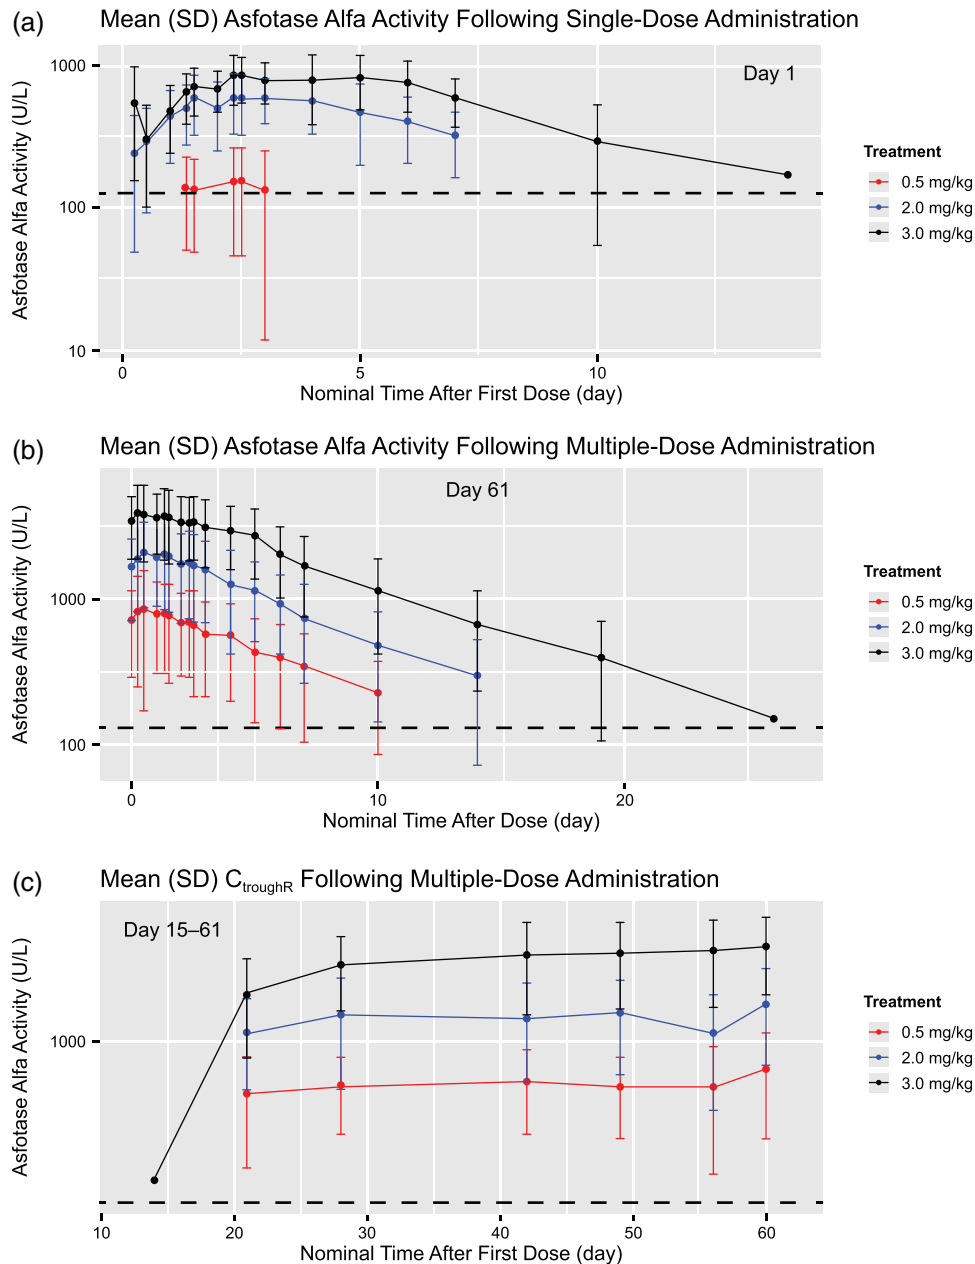 (a) Mean (SD) Asfotase Alfa Activity Following Single-Dose Administration
Day 1
Asfotase Alfa Activity (U/L)
1000
100
10
0 5 10
Nominal Time After First Dose (day)
Treatment
0.5 mg/kg
2.0 mg/kg
3.0 mg/kg
(b) Mean (SD) Asfotase Alfa Activity Following Multiple-Dose Administration
Day 61
Asfotase Alfa Activity (U/L)
1000
100
0 10 20
Nominal Time After Dose (day)
Treatment
0.5 mg/kg
2.0 mg/kg
3.0 mg/kg
(c) Mean (SD) CtroughR Following Multiple-Dose Administration
Day 15–61
Asfotase Alfa Activity (U/L)
1000
10 20 30 40 50 60
Nominal Time After First Dose (day)
Treatment
0.5 mg/kg
2.0 mg/kg
3.0 mg/kg